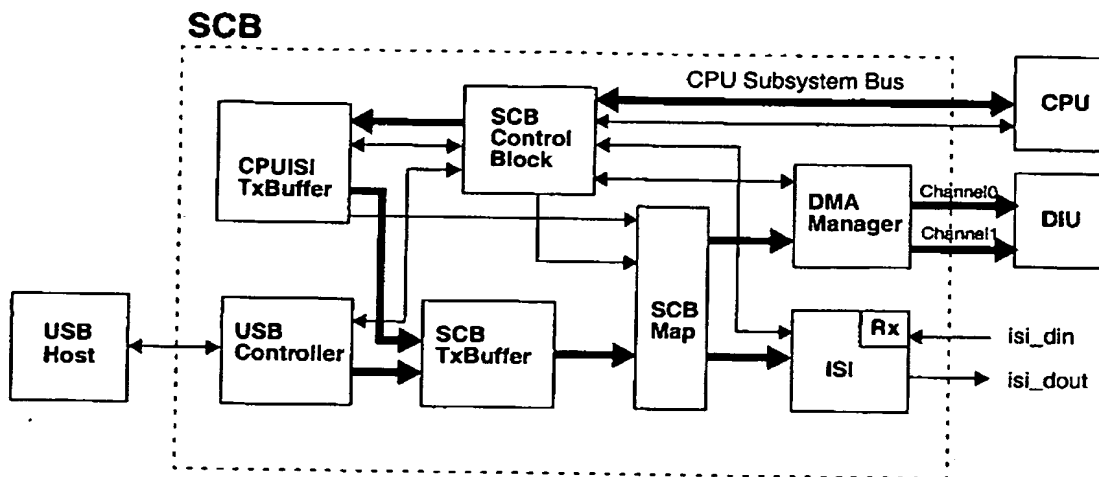 SCB
CPU Subsystem Bus
CPU
SCB
Control
Block
CPUISI
TxBuffer
DMA
Manager
Channel0
Channel1
DIU
USB
Host
USB
Controller
SCB
TxBuffer
SCB
Map
Rx
ISI
isi_din
isi_dout